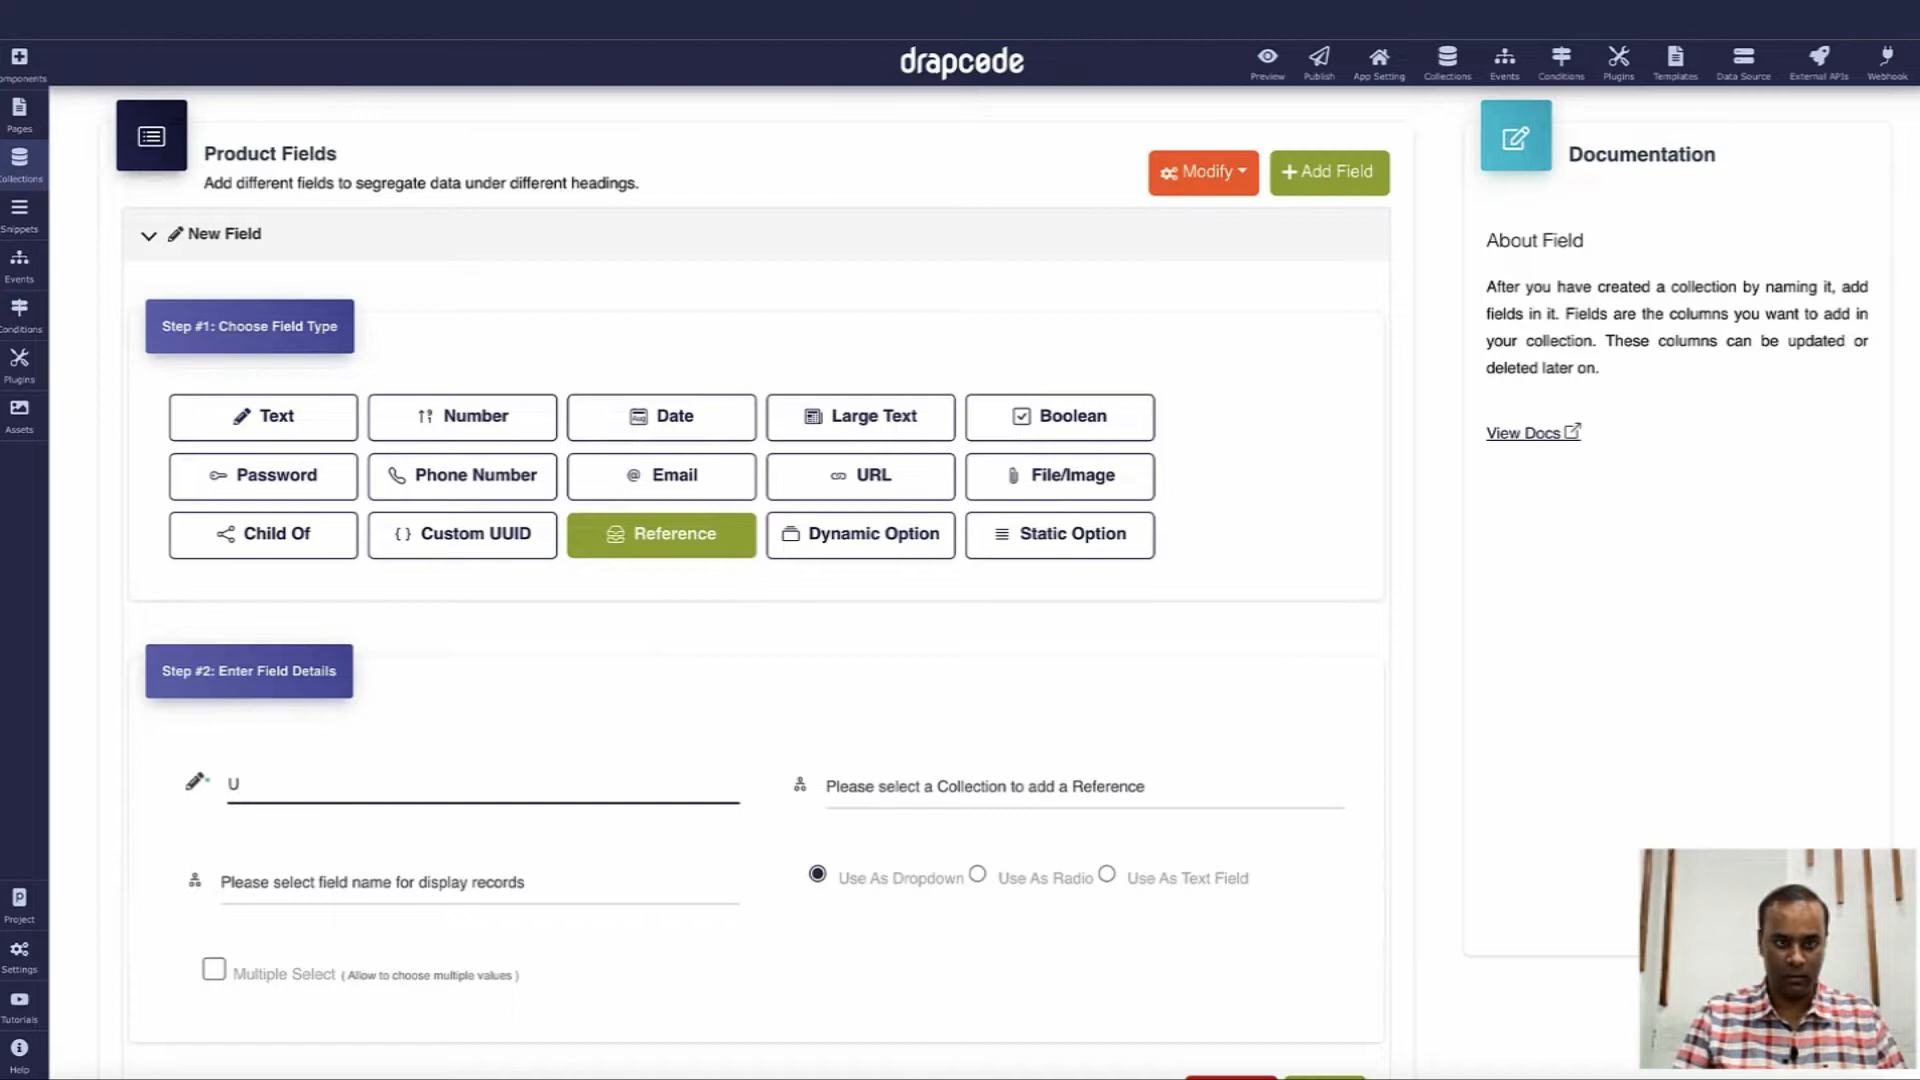 drapcode
Preview
Publish
App Setting
Collections
Events
Conditions
Plugins
Templates
Data Source
External APIs
Webhook
omponents
Pages
ollections
Snippets
Events
onditions
Plugins
Assets
Project
Settings
Tutorials
Help
Product Fields
Add different fields to segregate data under different headings.
Modify
Add Field
New Field
Step #1: Choose Field Type
Text
Number
Date
Large Text
Boolean
Password
Phone Number
Email
URL
File/Image
Child Of
Custom UUID
Reference
Dynamic Option
Static Option
Step #2: Enter Field Details
U
Please select a Collection to add a Reference
Please select field name for display records
Use As Dropdown
Use As Radio
Use As Text Field
Multiple Select ( Allow to choose multiple values )
Documentation
About Field
After you have created a collection by naming it, add
fields in it. Fields are the columns you want to add in
your collection. These columns can be updated or
deleted later on.
View Docs